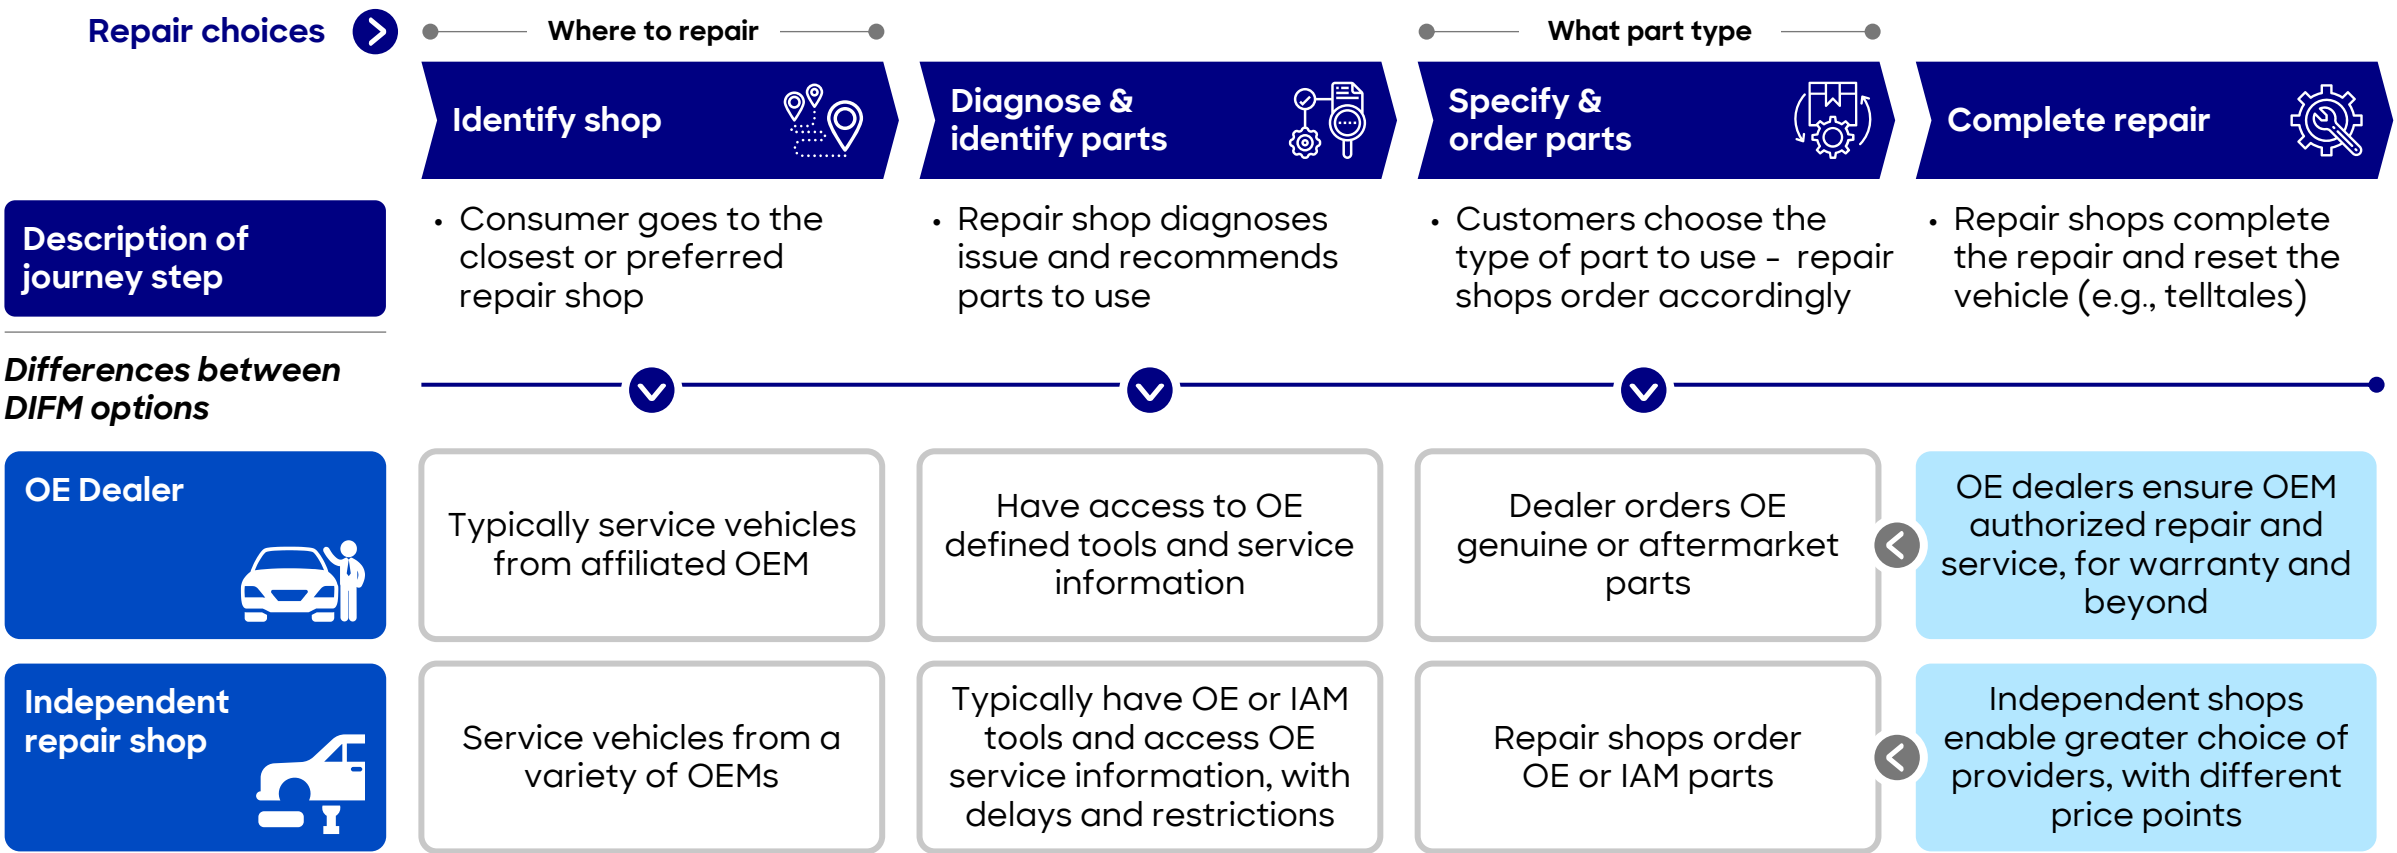 Repair choices
Where to repair
What part type
Identify shop
Diagnose &
identify parts
Specify &
order parts
Complete repair
Description of
journey step
• Consumer goes to the
closest or preferred
repair shop
• Repair shop diagnoses
issue and recommends
parts to use
• Customers choose the
type of part to use - repair
shops order accordingly
• Repair shops complete
the repair and reset the
vehicle (e.g., telltales)
Differences between
DIFM options
OE Dealer
Typically service vehicles
from affiliated OEM
Have access to OE
defined tools and service
information
Dealer orders OE
genuine or aftermarket
parts
OE dealers ensure OEM
authorized repair and
service, for warranty and
beyond
Independent
repair shop
Service vehicles from a
variety of OEMs
Typically have OE or IAM
tools and access OE
service information, with
delays and restrictions
Repair shops order
OE or IAM parts
Independent shops
enable greater choice of
providers, with different
price points